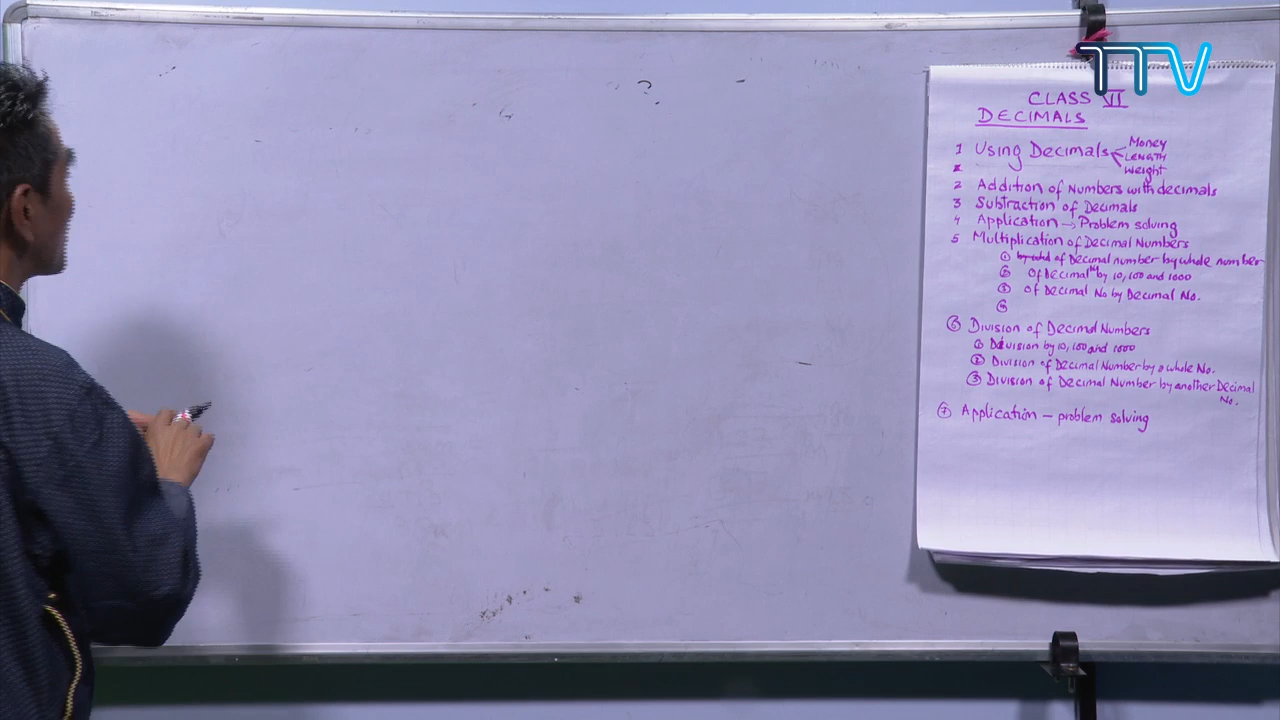 TTV
CLASS VII
DECIMALS
1 Using Decimals Money
LENGTH
Weight
2
2 Addition of Numbers with decimals
3 Subtraction of Decimals
4 Application → Problem solving
5 Multiplication of Decimal Numbers
① of Decimal number by whole number
② Of Decimal No by 10, 100 and 1000
③ of Decimal No by Decimal No.
④
⑥ Division of Decimal Numbers
① Division by 10, 100 and 1000
② Division of Decimal Number by a whole No.
③ Division of Decimal Number by another Decimal
No.
⑦ Application – problem solving